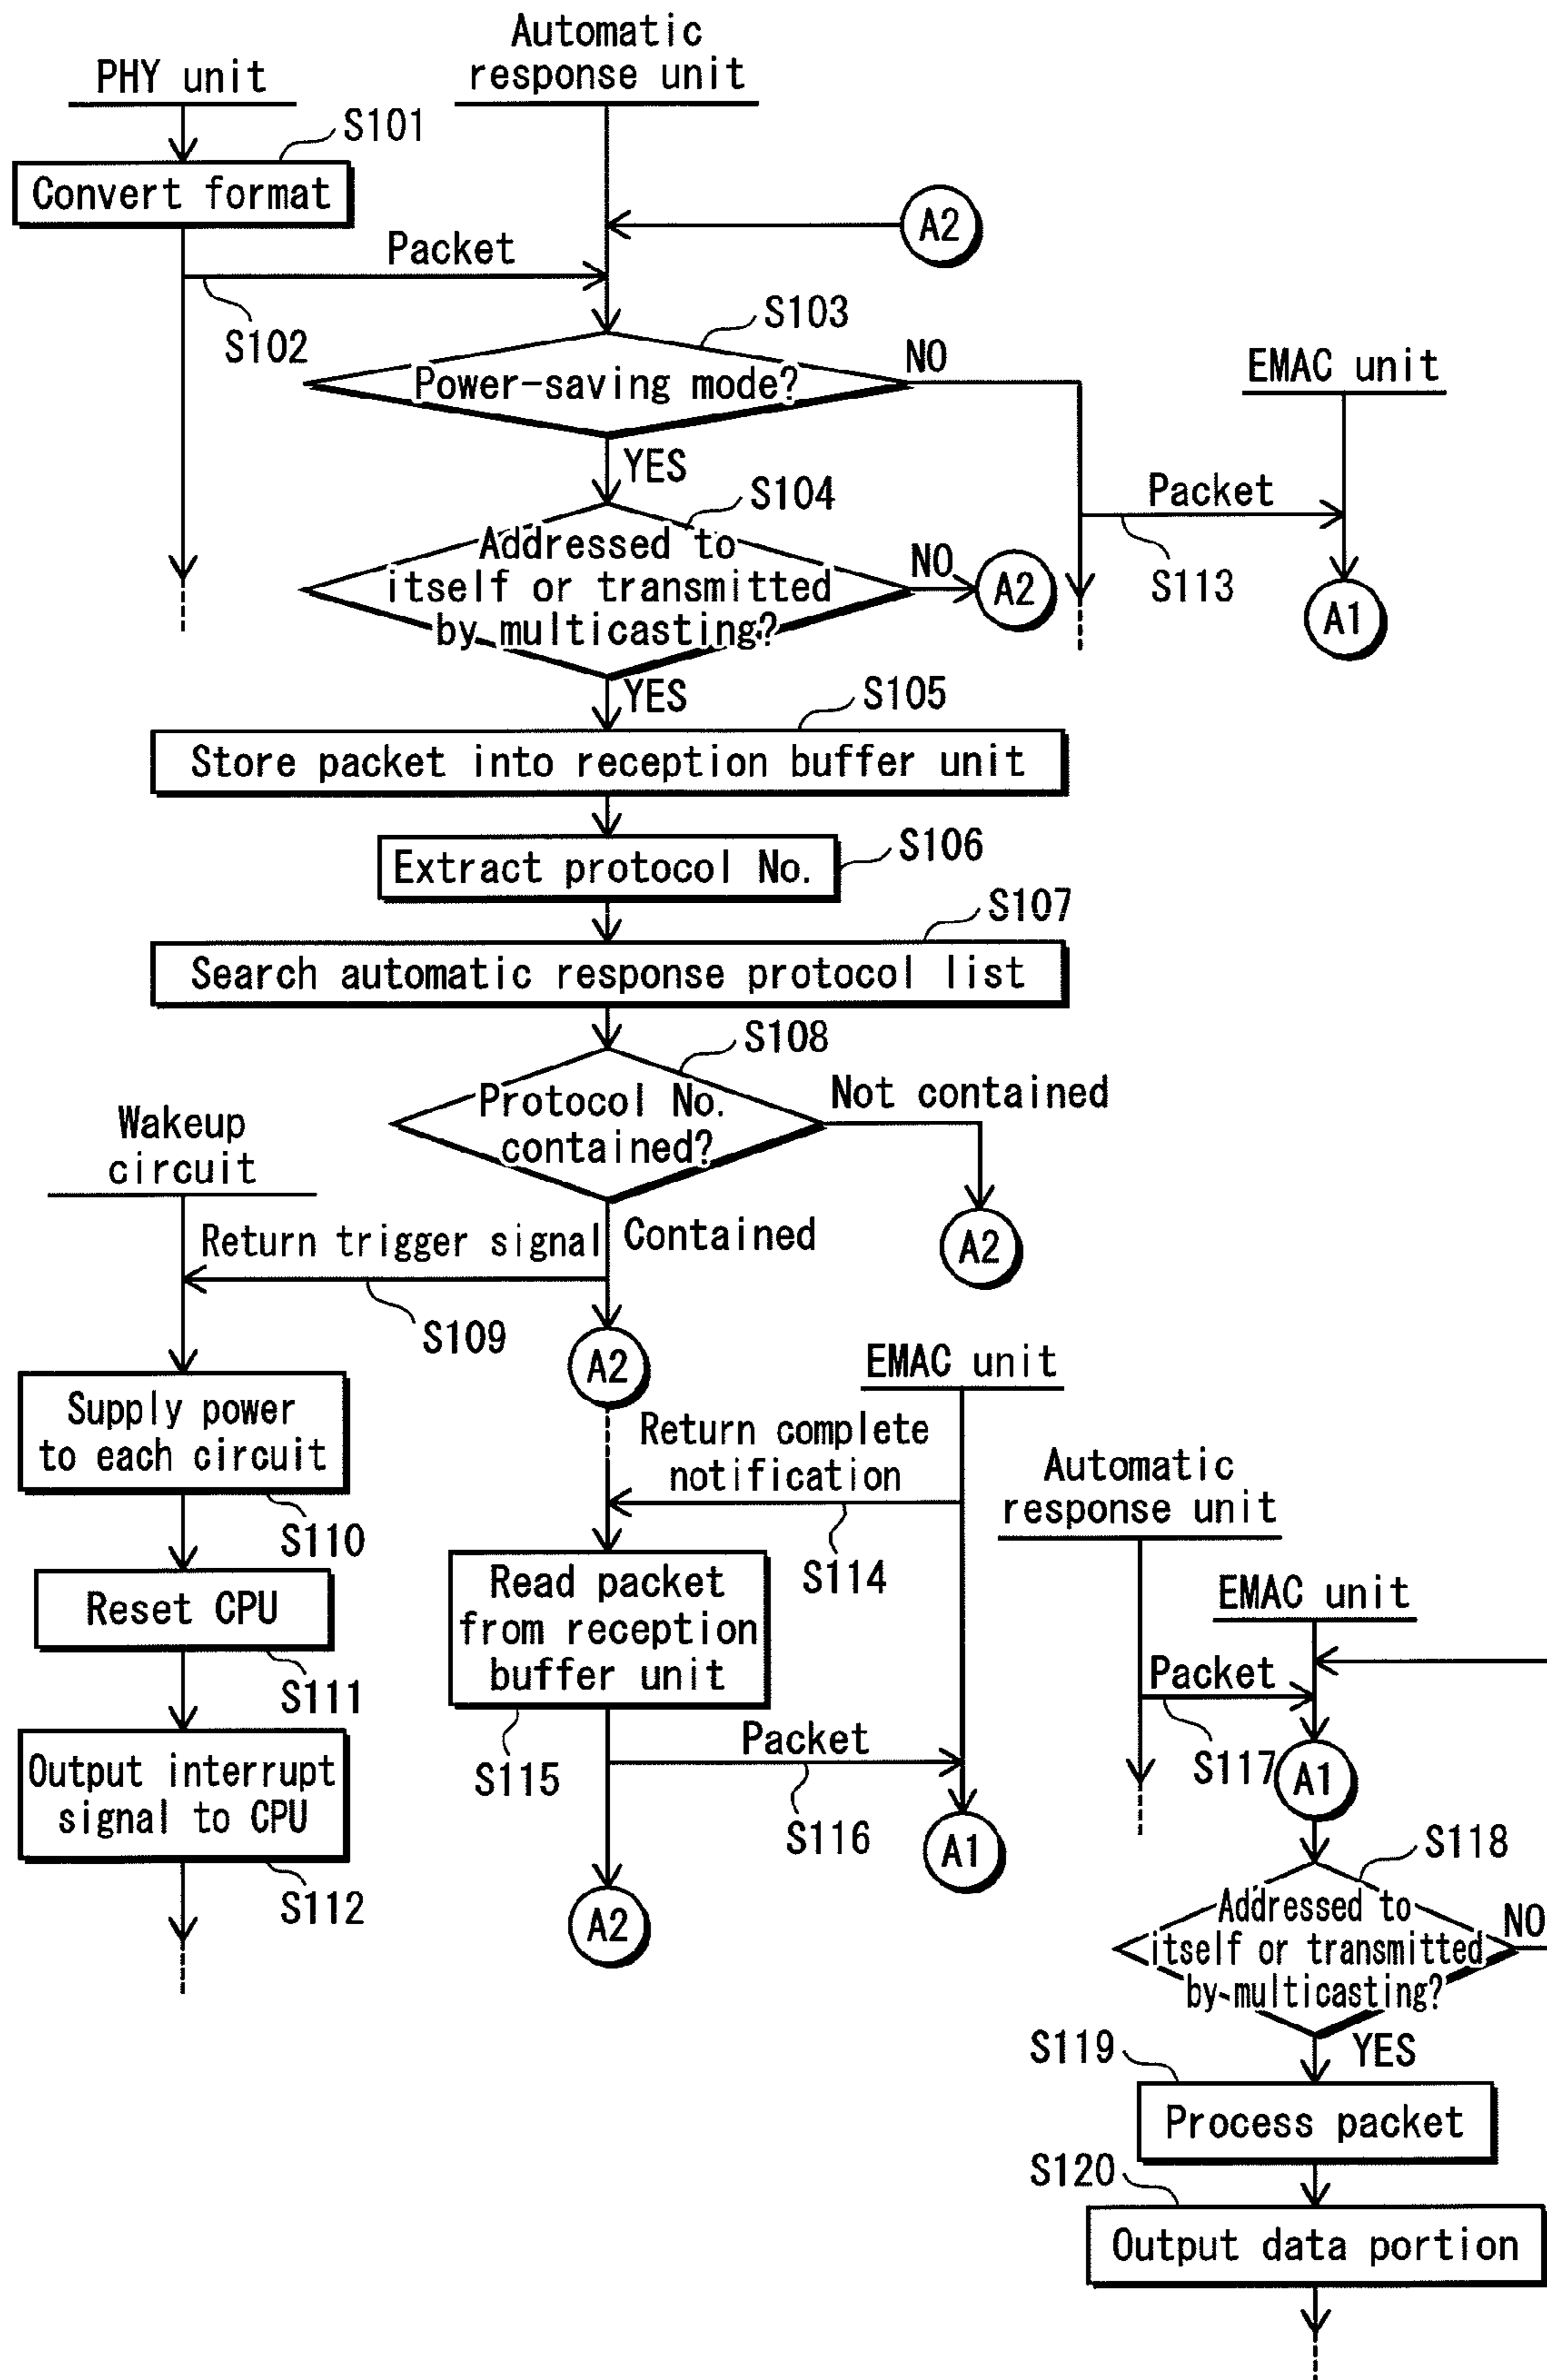 Automatic
response unit
PHY unit
S101
Convert format
A2
Packet
S102
S103
Power-saving mode?
NO
EMAC unit
YES
S104
Packet
Addressed to
itself or transmitted
by multicasting?
NO
A2
S113
A1
YES
S105
Store packet into reception buffer unit
S106
Extract protocol No.
S107
Search automatic response protocol list
S108
Protocol No.
contained?
Not contained
Wakeup
circuit
A2
Return trigger signal
Contained
S109
A2
EMAC unit
Supply power
to each circuit
Return complete
notification
Automatic
response unit
S110
S114
Reset CPU
Read packet
from reception
buffer unit
EMAC unit
S111
Packet
S117
A1
Output interrupt
signal to CPU
S115
Packet
S116
A1
S118
S112
A2
Addressed to
itself or transmitted
by multicasting?
NO
YES
S119
Process packet
S120
Output data portion